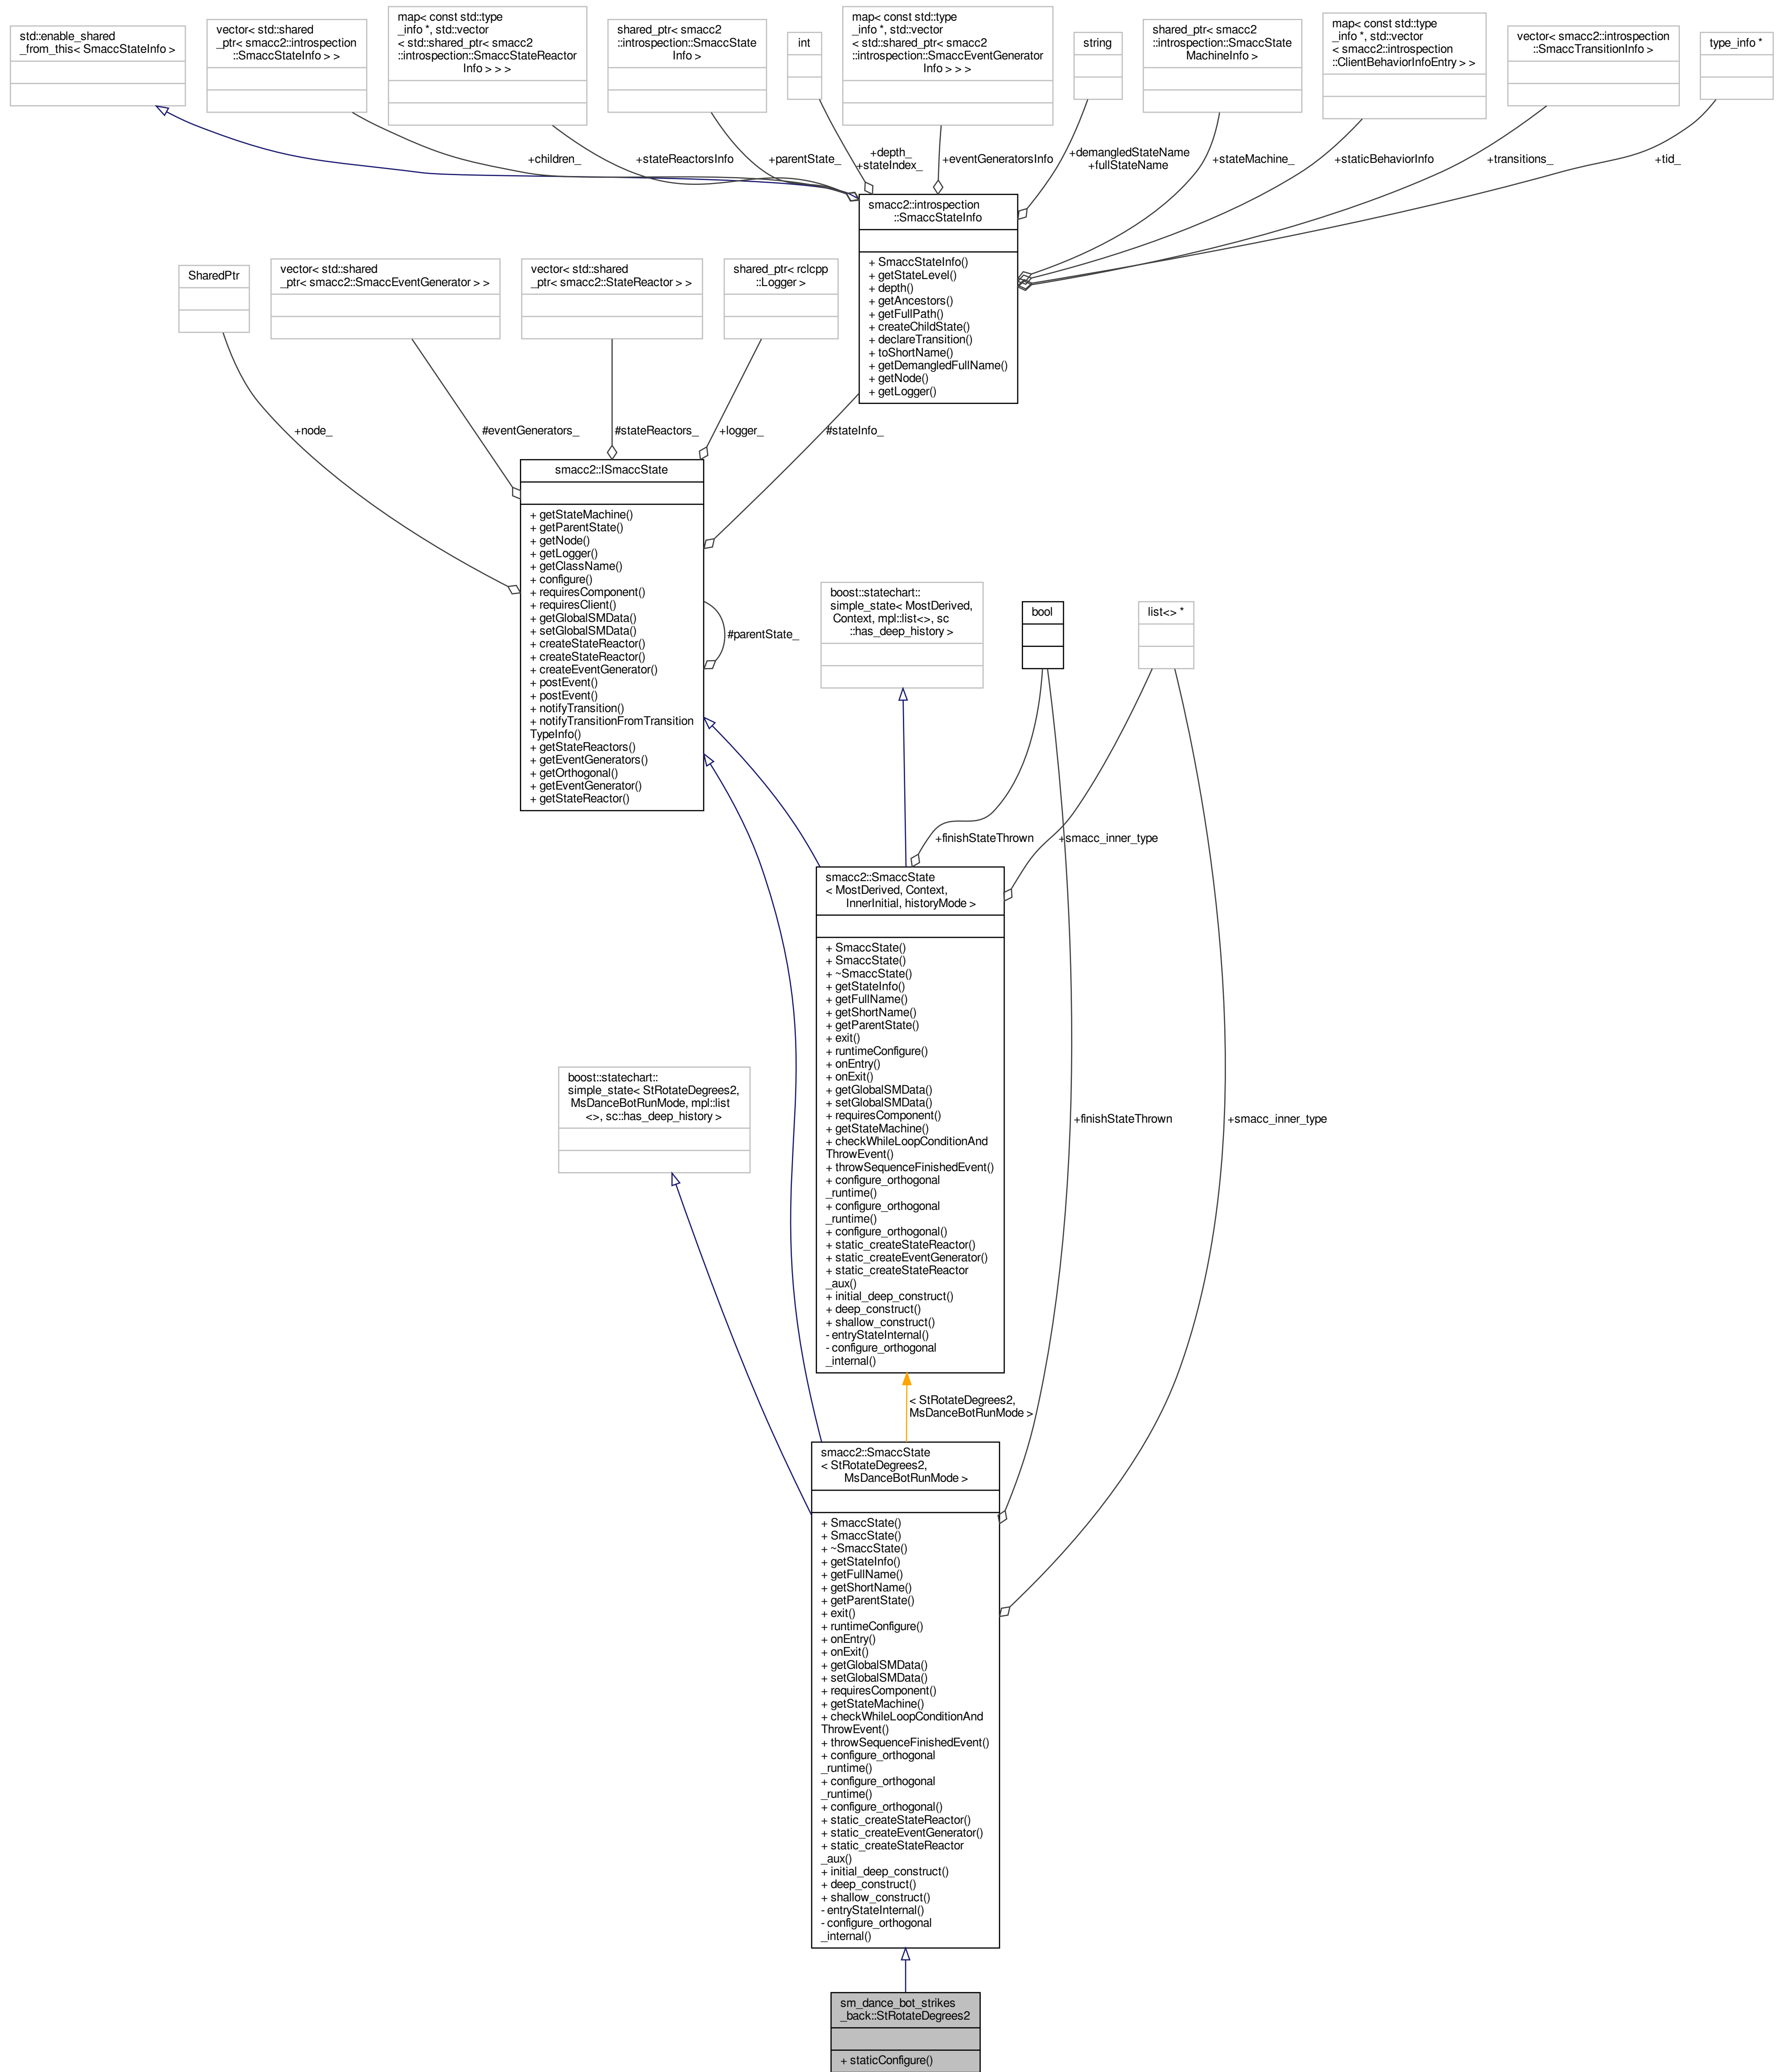 std::enable_shared
_from_this< SmaccStateInfo >
vector< std::shared
_ptr< smacc2::introspection
::SmaccStateInfo > >
map< const std::type
_info *, std::vector
< std::shared_ptr< smacc2
::introspection::SmaccStateReactor
Info > > >
shared_ptr< smacc2
::introspection::SmaccState
Info >
int
map< const std::type
_info *, std::vector
< std::shared_ptr< smacc2
::introspection::SmaccEventGenerator
Info > > >
string
shared_ptr< smacc2
::introspection::SmaccState
MachineInfo >
map< const std::type
_info *, std::vector
< smacc2::introspection
::ClientBehaviorInfoEntry > >
vector< smacc2::introspection
::SmaccTransitionInfo >
type_info *
+children_
+stateReactorsInfo
+parentState_
+depth_
+stateIndex_
+eventGeneratorsInfo
+demangledStateName
+fullStateName
+stateMachine_
+staticBehaviorInfo
+transitions_
+tid_
smacc2::introspection
::SmaccStateInfo
+ SmaccStateInfo()
+ getStateLevel()
+ depth()
+ getAncestors()
+ getFullPath()
+ createChildState()
+ declareTransition()
+ toShortName()
+ getDemangledFullName()
+ getNode()
+ getLogger()
SharedPtr
vector< std::shared
_ptr< smacc2::SmaccEventGenerator > >
vector< std::shared
_ptr< smacc2::StateReactor > >
shared_ptr< rclcpp
::Logger >
+node_
#eventGenerators_
#stateReactors_
+logger_
#stateInfo_
smacc2::ISmaccState
+ getStateMachine()
+ getParentState()
+ getNode()
+ getLogger()
+ getClassName()
+ configure()
+ requiresComponent()
+ requiresClient()
+ getGlobalSMData()
+ setGlobalSMData()
+ createStateReactor()
+ createStateReactor()
+ createEventGenerator()
+ postEvent()
+ postEvent()
+ notifyTransition()
+ notifyTransitionFromTransition
TypeInfo()
+ getStateReactors()
+ getEventGenerators()
+ getOrthogonal()
+ getEventGenerator()
+ getStateReactor()
#parentState_
boost::statechart::
simple_state< MostDerived,
Context, mpl::list<>, sc
::has_deep_history >
bool
list<> *
+finishStateThrown
+smacc_inner_type
smacc2::SmaccState
< MostDerived, Context,
InnerInitial, historyMode >
+ SmaccState()
+ SmaccState()
+ ~SmaccState()
+ getStateInfo()
+ getFullName()
+ getShortName()
+ getParentState()
+ exit()
+ runtimeConfigure()
+ onEntry()
+ onExit()
+ getGlobalSMData()
+ setGlobalSMData()
+ requiresComponent()
+ getStateMachine()
+ checkWhileLoopConditionAnd
ThrowEvent()
+ throwSequenceFinishedEvent()
+ configure_orthogonal
_runtime()
+ configure_orthogonal
_runtime()
+ configure_orthogonal()
+ static_createStateReactor()
+ static_createEventGenerator()
+ static_createStateReactor
_aux()
+ initial_deep_construct()
+ deep_construct()
+ shallow_construct()
- entryStateInternal()
- configure_orthogonal
_internal()
boost::statechart::
simple_state< StRotateDegrees2,
MsDanceBotRunMode, mpl::list
<>, sc::has_deep_history >
+finishStateThrown
+smacc_inner_type
< StRotateDegrees2,
MsDanceBotRunMode >
smacc2::SmaccState
< StRotateDegrees2,
MsDanceBotRunMode >
+ SmaccState()
+ SmaccState()
+ ~SmaccState()
+ getStateInfo()
+ getFullName()
+ getShortName()
+ getParentState()
+ exit()
+ runtimeConfigure()
+ onEntry()
+ onExit()
+ getGlobalSMData()
+ setGlobalSMData()
+ requiresComponent()
+ getStateMachine()
+ checkWhileLoopConditionAnd
ThrowEvent()
+ throwSequenceFinishedEvent()
+ configure_orthogonal
_runtime()
+ configure_orthogonal
_runtime()
+ configure_orthogonal()
+ static_createStateReactor()
+ static_createEventGenerator()
+ static_createStateReactor
_aux()
+ initial_deep_construct()
+ deep_construct()
+ shallow_construct()
- entryStateInternal()
- configure_orthogonal
_internal()
sm_dance_bot_strikes
_back::StRotateDegrees2
+ staticConfigure()